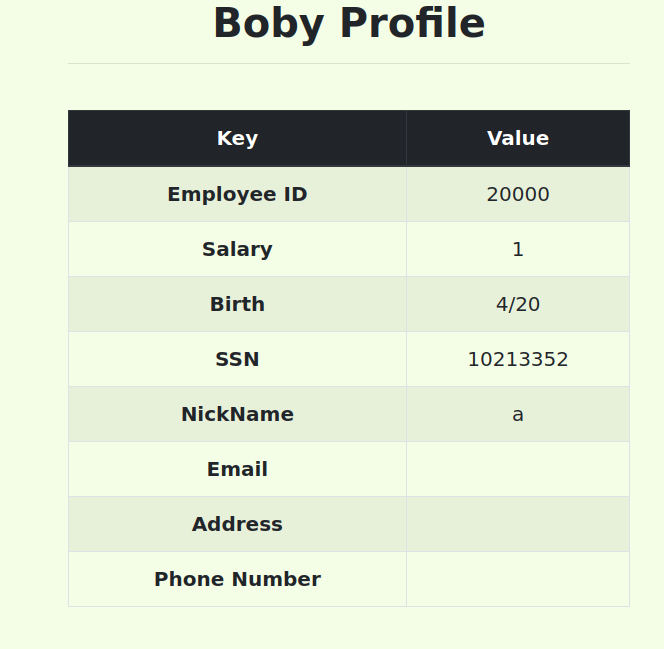 Boby Profile
Key Value
Employee ID 20000
Salary 1
Birth 4/20
SSN 10213352
NickName a
Email
Address
Phone Number